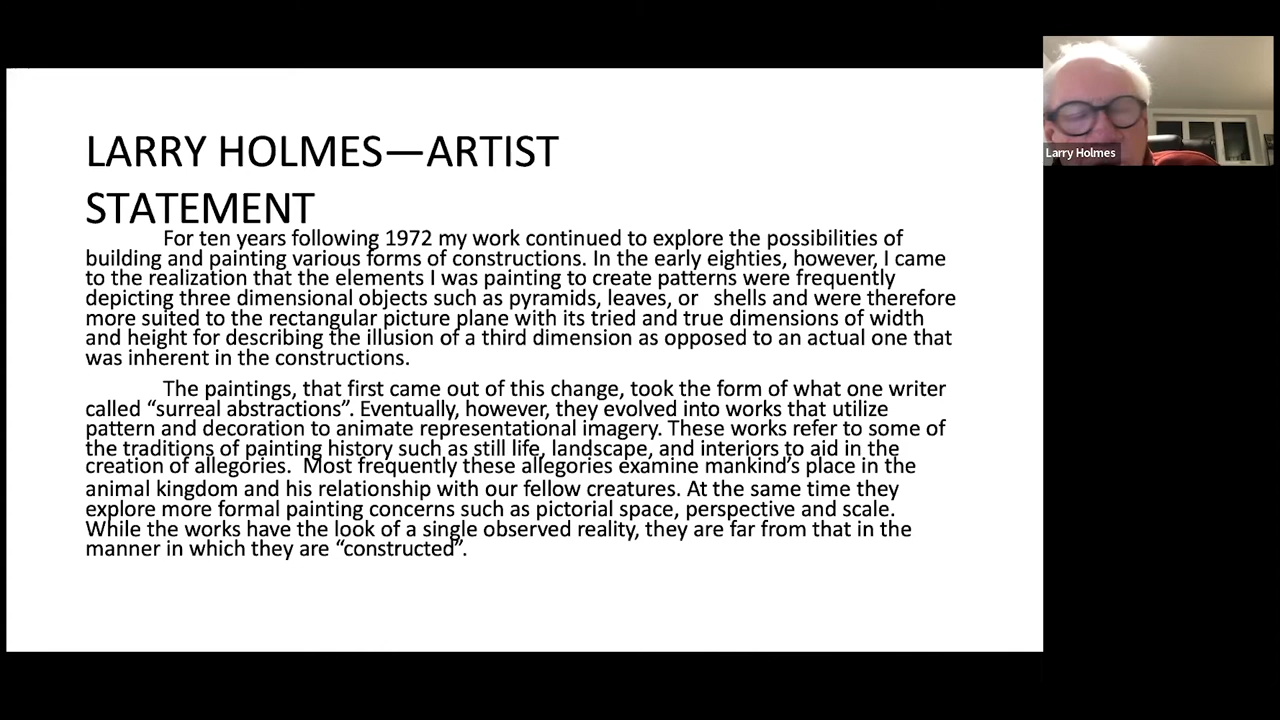 LARRY HOLMES—ARTIST
STATEMENT
For ten years following 1972 my work continued to explore the possibilities of
building and painting various forms of constructions. In the early eighties, however, I came
to the realization that the elements I was painting to create patterns were frequently
depicting three dimensional objects such as pyramids, leaves, or shells and were therefore
more suited to the rectangular picture plane with its tried and true dimensions of width
and height for describing the illusion of a third dimension as opposed to an actual one that
was inherent in the constructions.
The paintings, that first came out of this change, took the form of what one writer
called “surreal abstractions”. Eventually, however, they evolved into works that utilize
pattern and decoration to animate representational imagery. These works refer to some of
the traditions of painting history such as still life, landscape, and interiors to aid in the
creation of allegories. Most frequently these allegories examine mankind’s place in the
animal kingdom and his relationship with our fellow creatures. At the same time they
explore more formal painting concerns such as pictorial space, perspective and scale.
While the works have the look of a single observed reality, they are far from that in the
manner in which they are “constructed”.
Larry Holmes